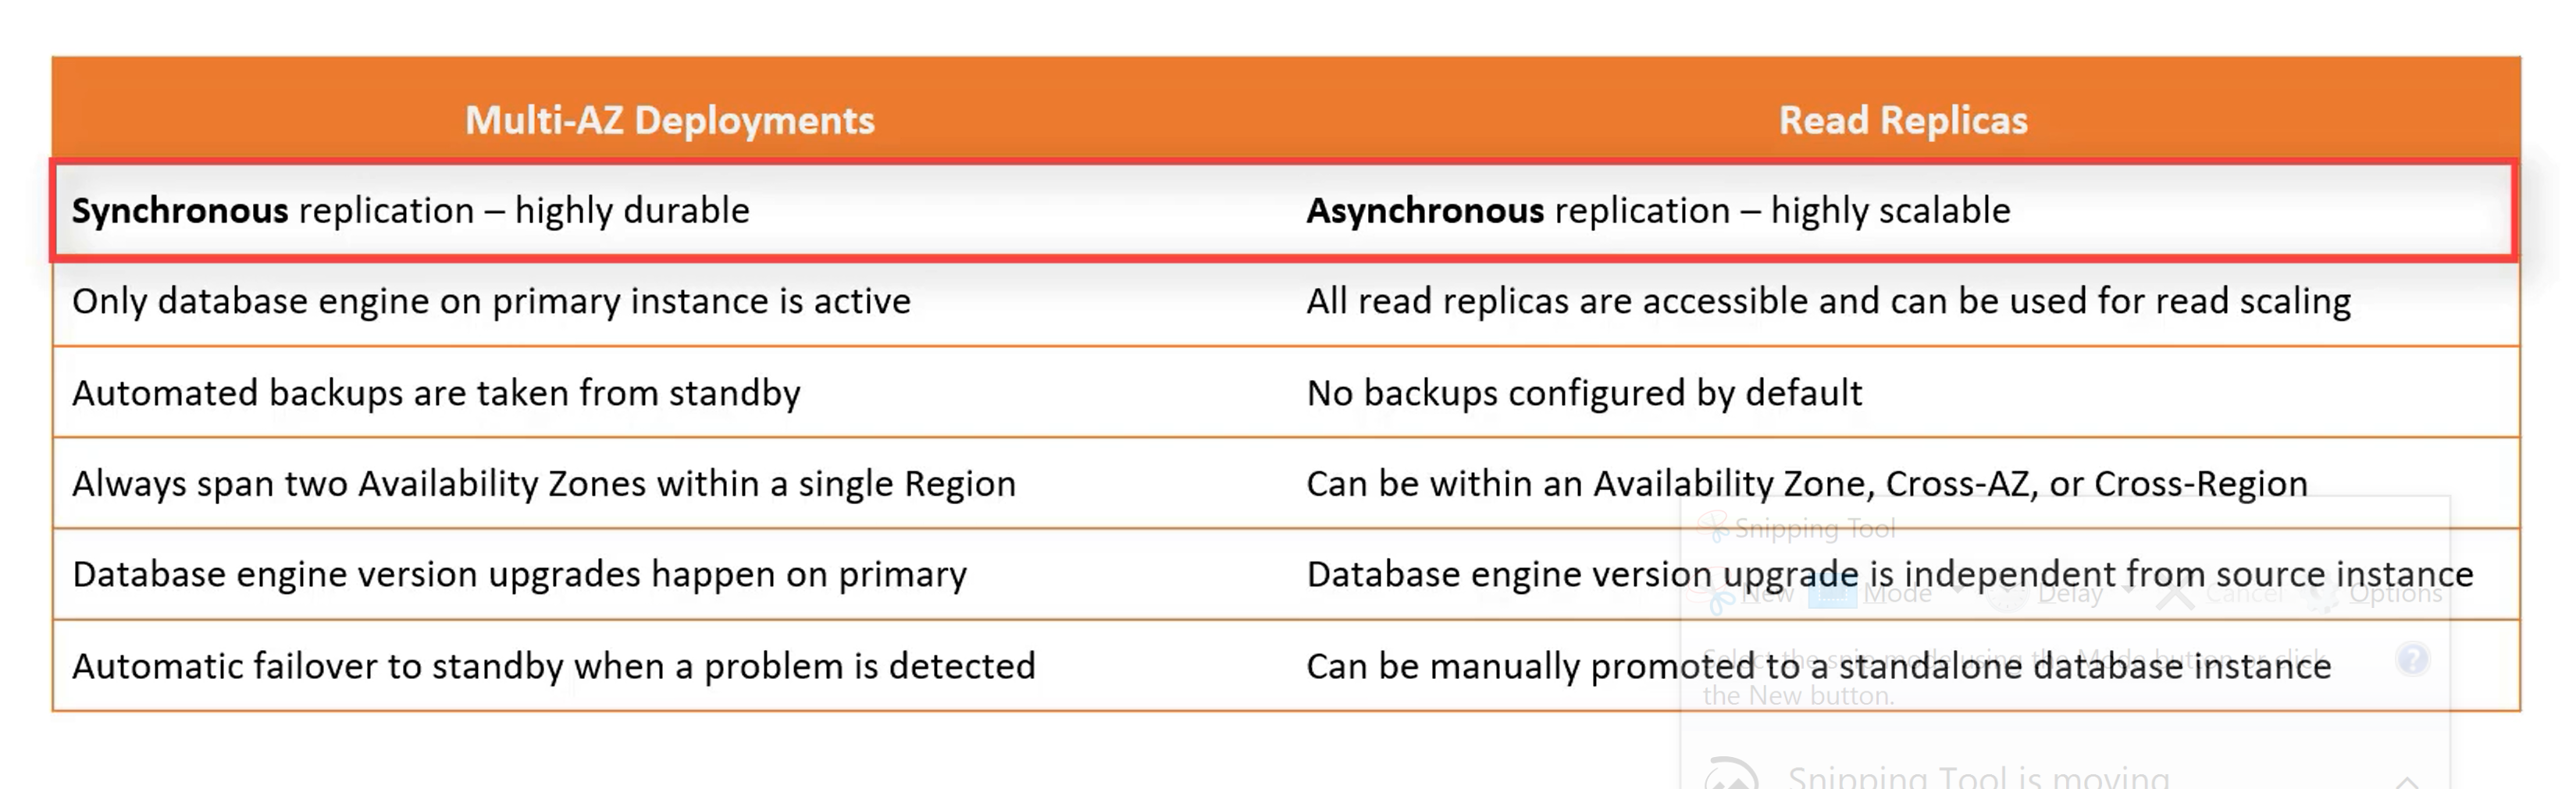 Multi-AZ Deployments Read Replicas
Synchronous replication – highly durable Asynchronous replication – highly scalable
Only database engine on primary instance is active All read replicas are accessible and can be used for read scaling
Automated backups are taken from standby No backups configured by default
Always span two Availability Zones within a single Region Can be within an Availability Zone, Cross-AZ, or Cross-Region
Snipping Tool
Database engine version upgrades happen on primary Database engine version upgrade is independent from source instance
New Mode Delay Cancel Options
Automatic failover to standby when a problem is detected Can be manually promoted to a standalone database instance
Select the snip mode using the Mode button or click
the New button.
Snipping Tool is moving